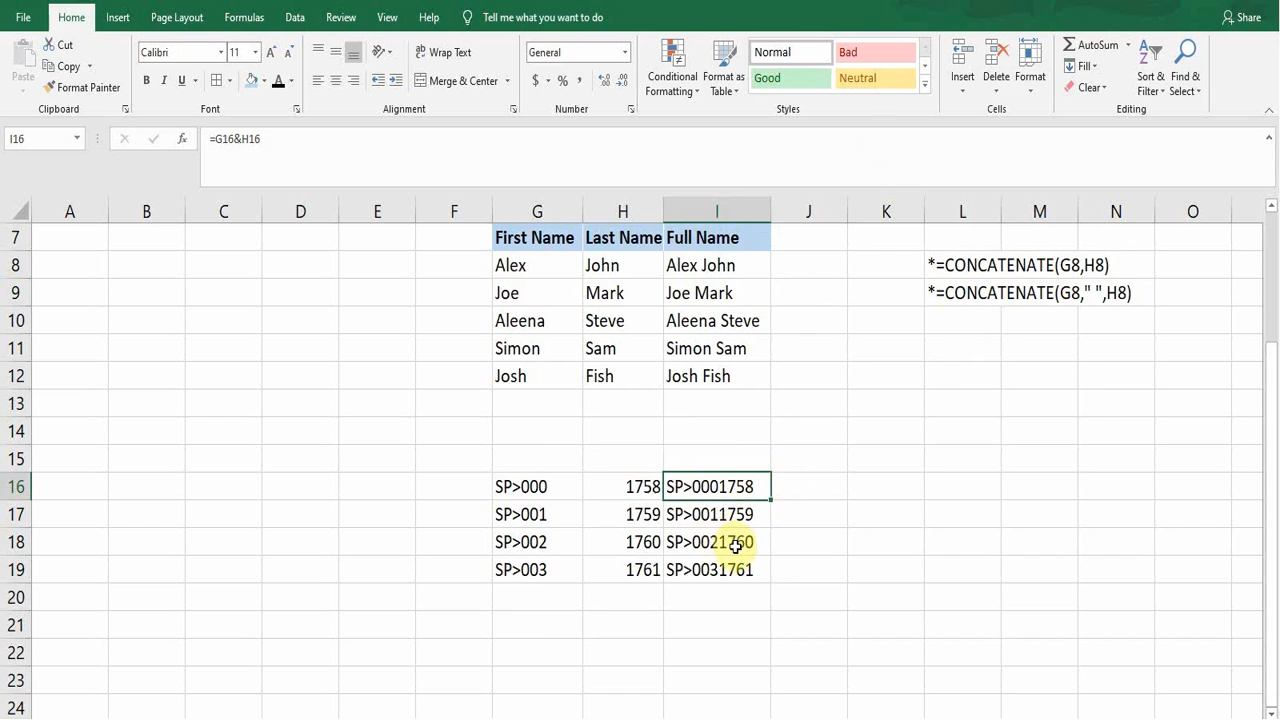 File Home Insert Page Layout Formulas Data Review View Help Tell me what you want to do Share
Paste Cut Copy Format Painter
Clipboard
Calibri 11 A A
B I U A
Font
Wrap Text
Merge & Center
Alignment
General
$ % , .0 .00
Number
Conditional Formatting Format as Table
Normal Bad
Good Neutral
Styles
Insert Delete Format
Cells
AutoSum
Fill
Clear
Sort & Filter Find & Select
Editing
I16 fx =G16&H16
A B C D E F G H I J K L M N O
7 First Name Last Name Full Name
8 Alex John Alex John *=CONCATENATE(G8,H8)
9 Joe Mark Joe Mark *=CONCATENATE(G8," ",H8)
10 Aleena Steve Aleena Steve
11 Simon Sam Simon Sam
12 Josh Fish Josh Fish
13
14
15
16 SP>000 1758 SP>0001758
17 SP>001 1759 SP>0011759
18 SP>002 1760 SP>0021760
19 SP>003 1761 SP>0031761
20
21
22
23
24